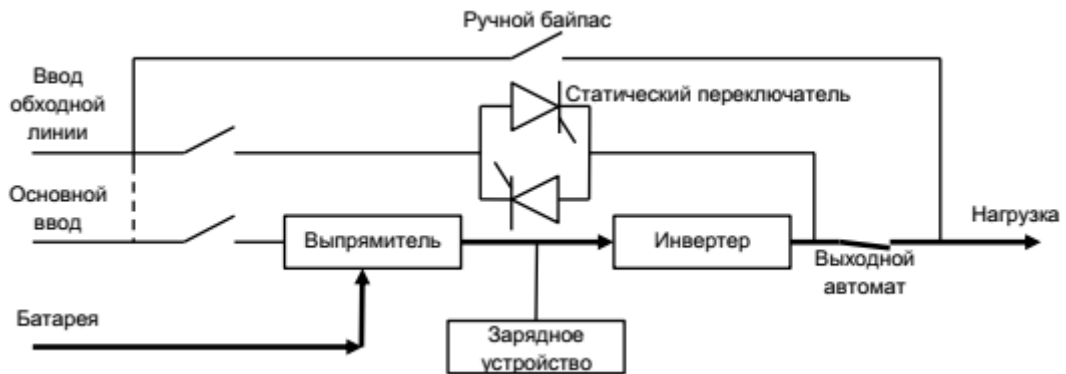 Ручной байпас
Ввод
обходной
линии
Статический переключатель
Основной
ввод
Выпрямитель
Инвертер
Нагрузка
Выходной
автомат
Батарея
Зарядное
устройство